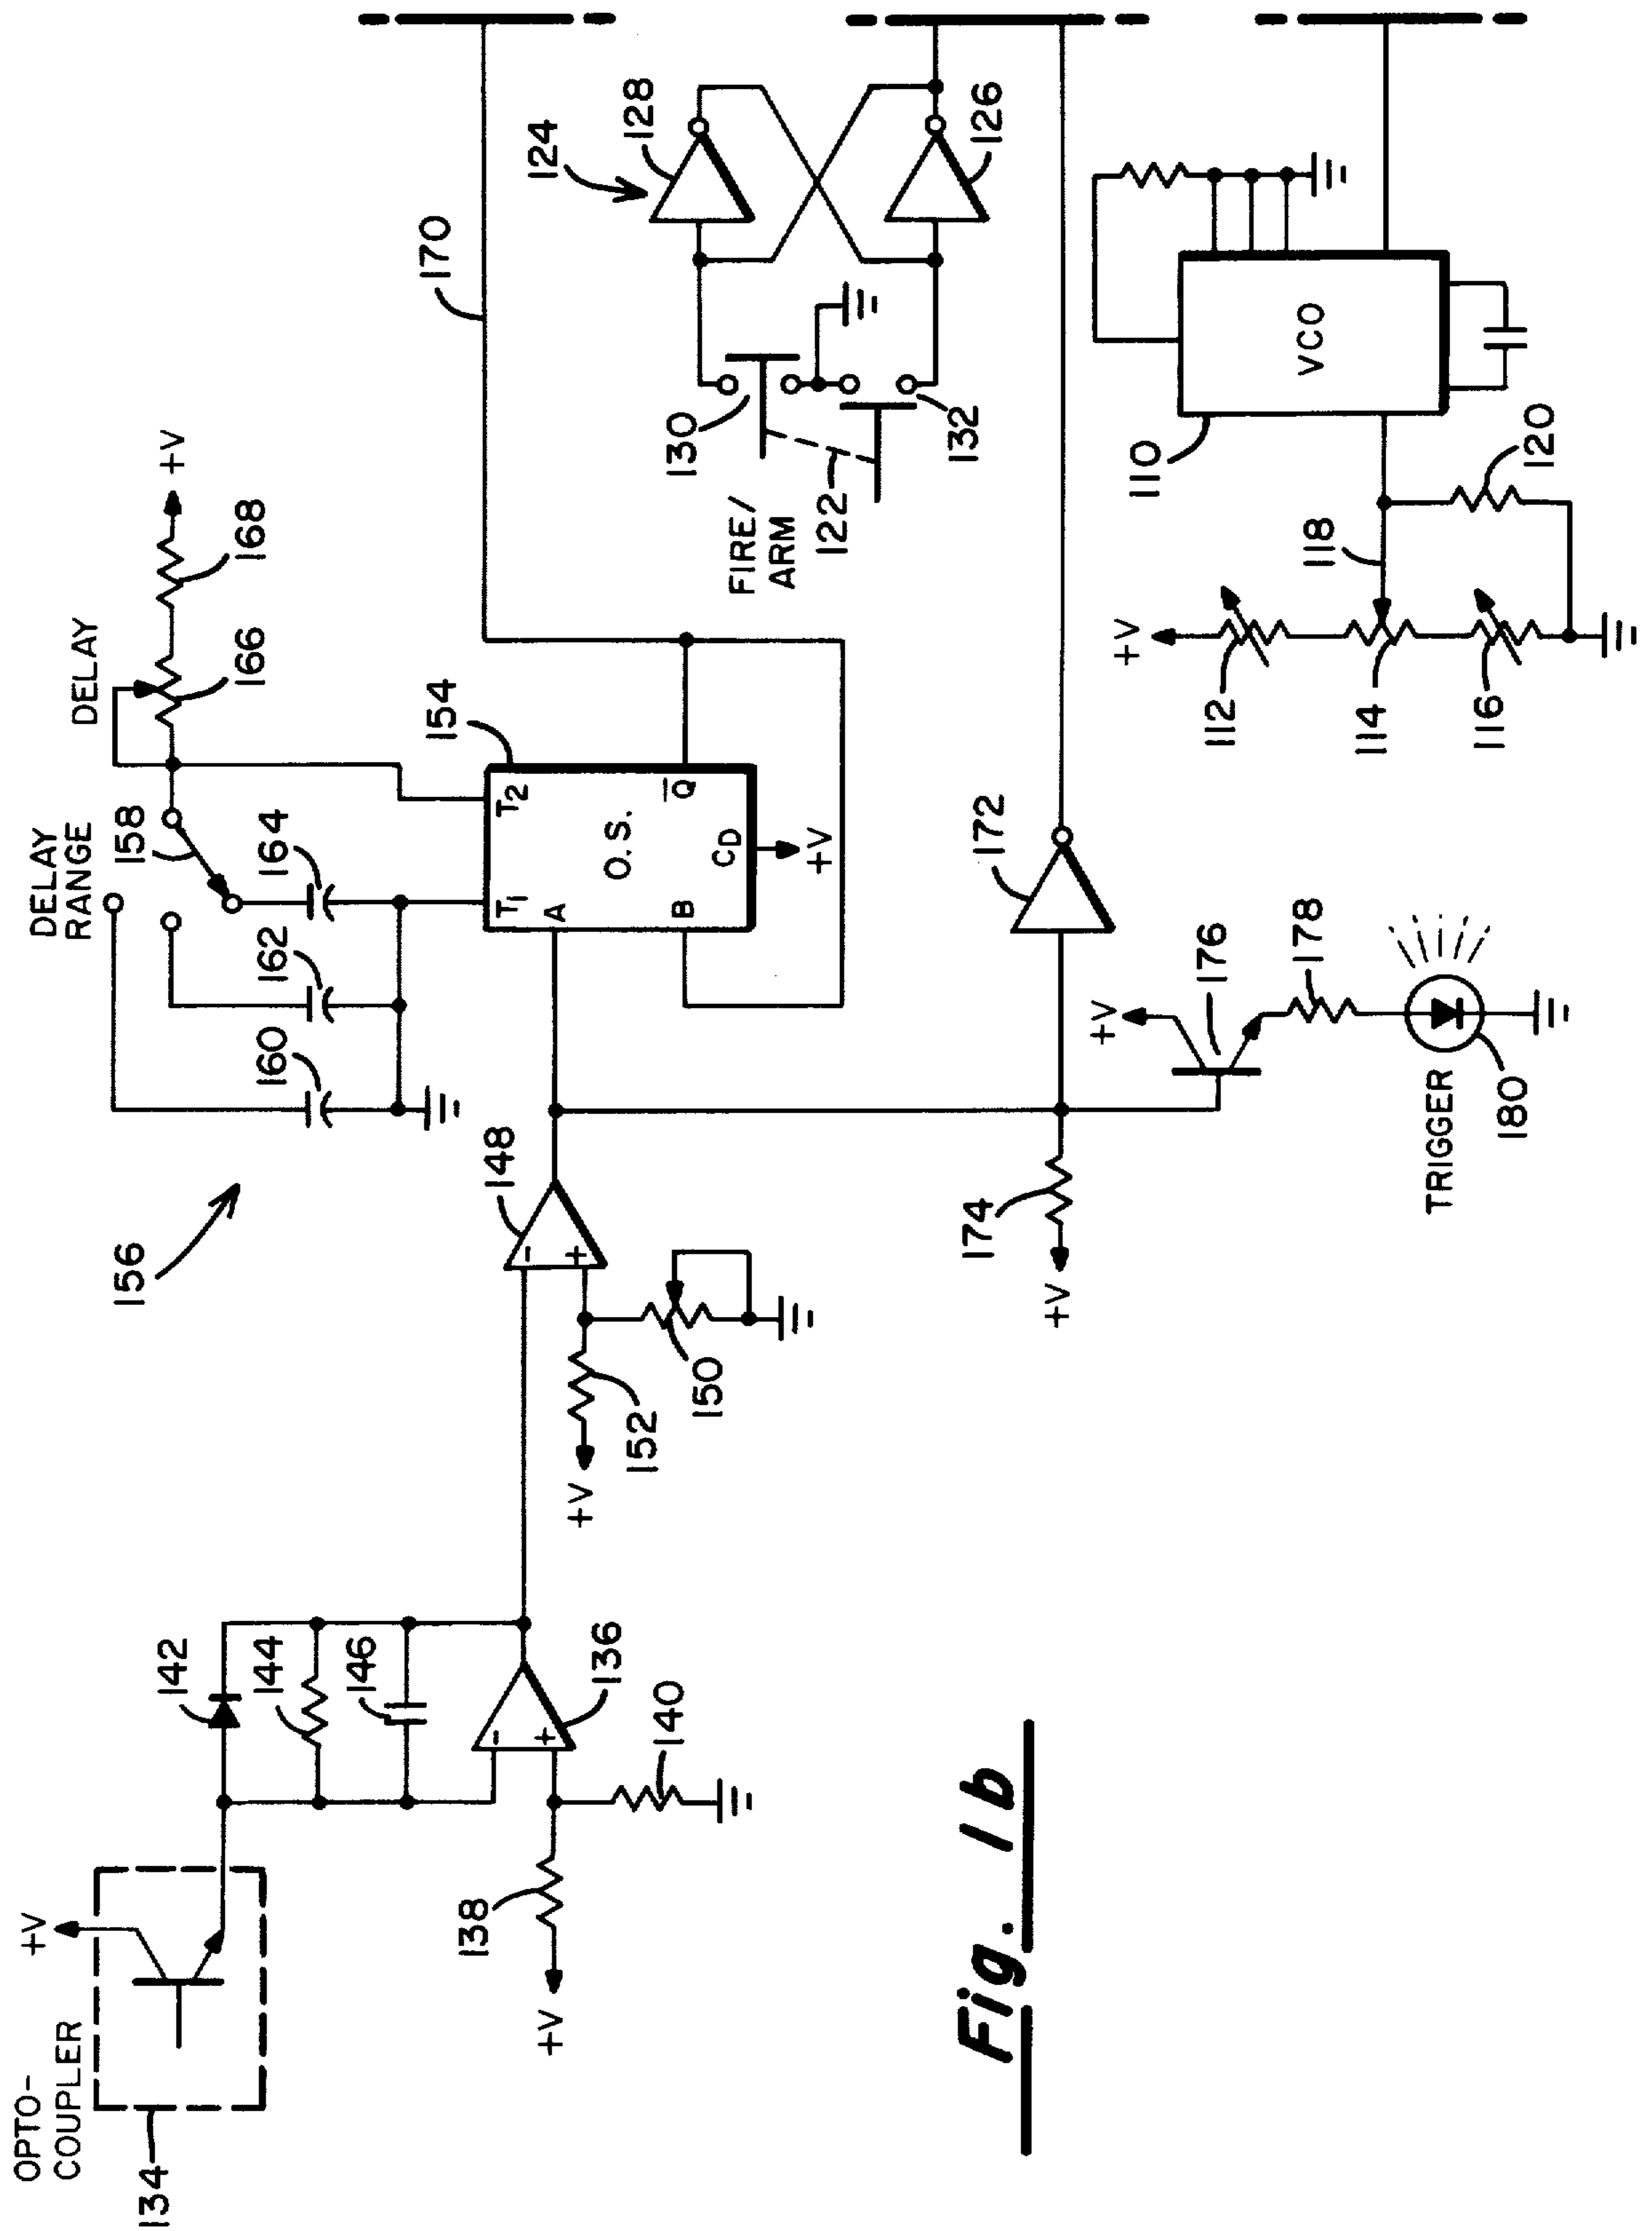 +V
OPTO-
COUPLER
134
142
144
146
-
+
136
138
+V
140
156
148
-
+
152
+V
150
DELAY
RANGE
158
DELAY
+V
166
168
160
162
164
154
T1
T2
A
O.S.
B
Q̅
CD
+V
170
174
+V
172
+V
176
178
TRIGGER
180
124
128
126
130
132
FIRE/
ARM
122
110
VCO
+V
112
114
116
118
120
Fig. 1b